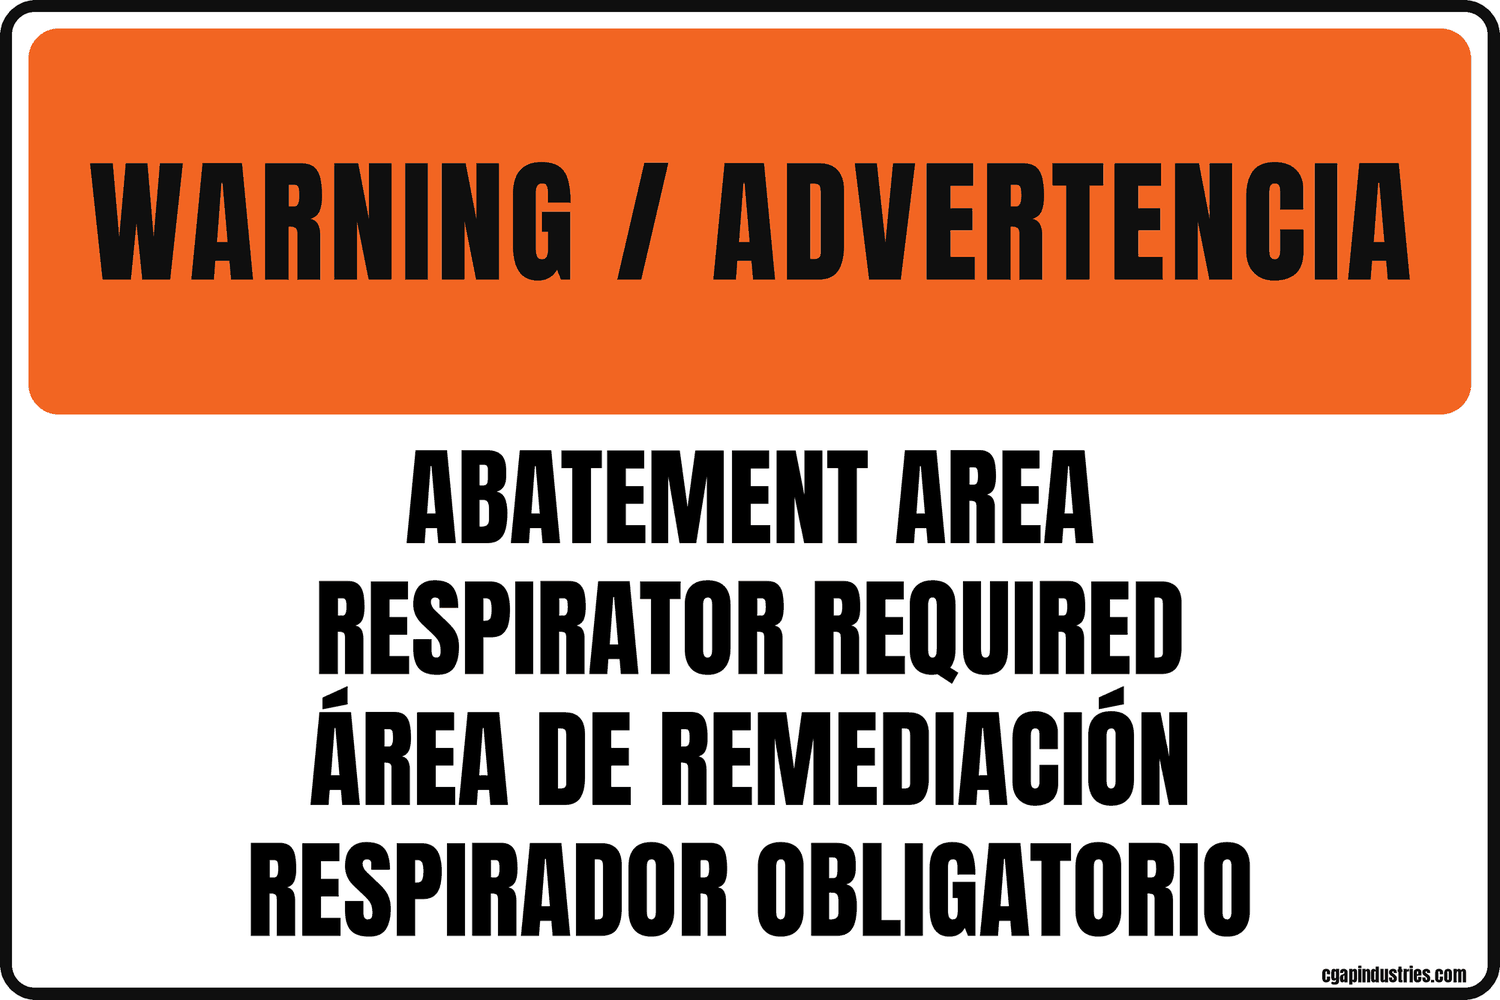 WARNING / ADVERTENCIA
ABATEMENT AREA
RESPIRATOR REQUIRED
ÁREA DE REMEDIACIÓN
RESPIRADOR OBLIGATORIO
cgapindustries.com